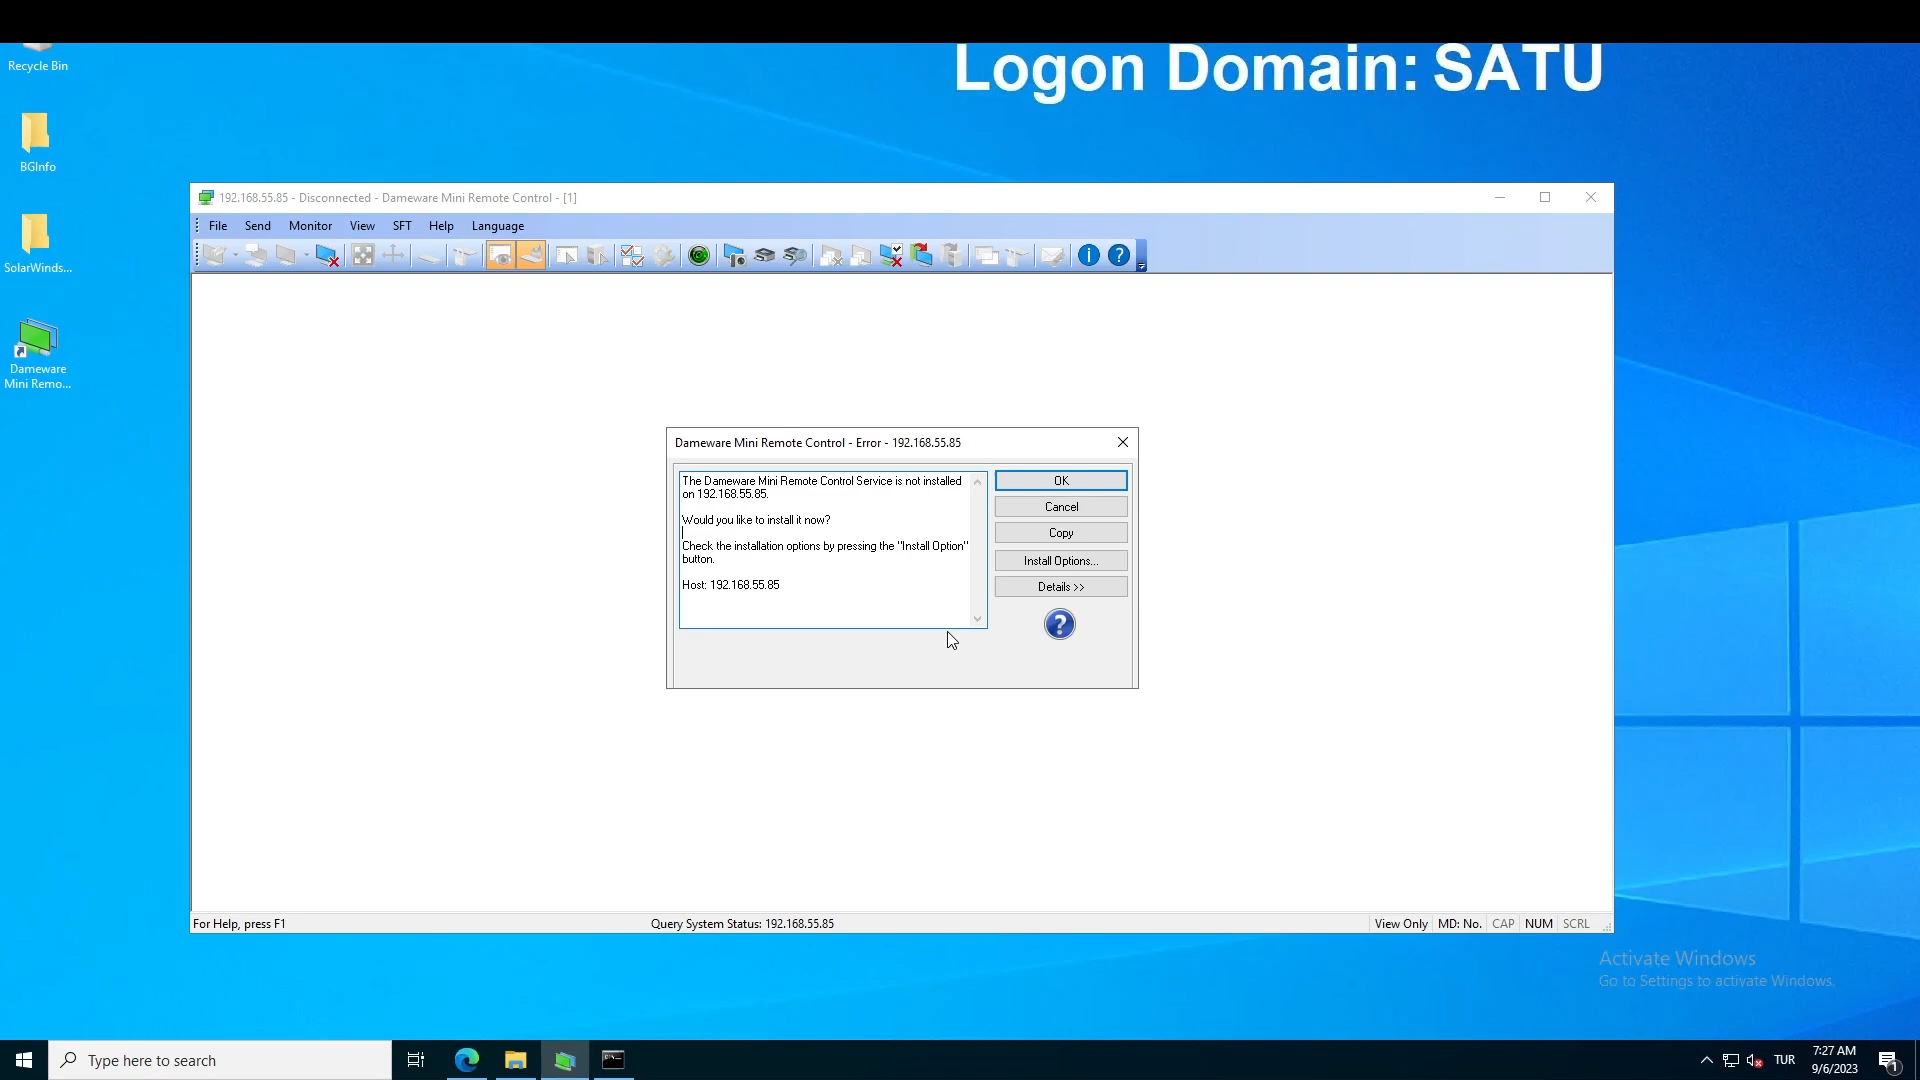 Logon Domain: SATU
Recycle Bin
BGInfo
SolarWinds...
Dameware
Mini Remo...
192.168.55.85 - Disconnected - Dameware Mini Remote Control - [1]
File Send Monitor View SFT Help Language
Dameware Mini Remote Control - Error - 192.168.55.85
The Dameware Mini Remote Control Service is not installed
on 192.168.55.85.
Would you like to install it now?
Check the installation options by pressing the "Install Option"
button.
Host: 192.168.55.85
OK
Cancel
Copy
Install Options...
Details >>
For Help, press F1
Query System Status: 192.168.55.85
View Only MD: No. CAP NUM SCRL
Activate Windows
Go to Settings to activate Windows.
Type here to search
TUR
7:27 AM
9/6/2023
1